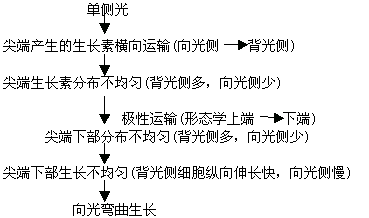 单侧光
尖端产生的生长素横向运输(向光侧 → 背光侧)
尖端生长素分布不均匀(背光侧多，向光侧少)
极性运输(形态学上端 → 下端)
尖端下部分布不均匀(背光侧多，向光侧少)
尖端下部生长不均匀(背光侧细胞纵向伸长快，向光侧慢)
向光弯曲生长